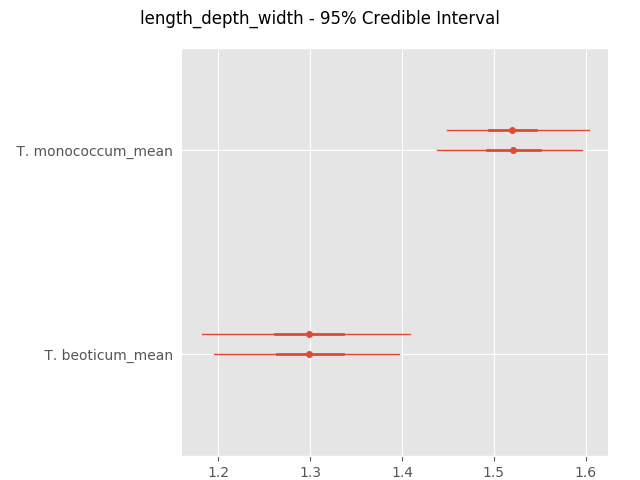 length_depth_width - 95% Credible Interval
T. monococcum_mean
T. beoticum_mean
1.2 1.3 1.4 1.5 1.6